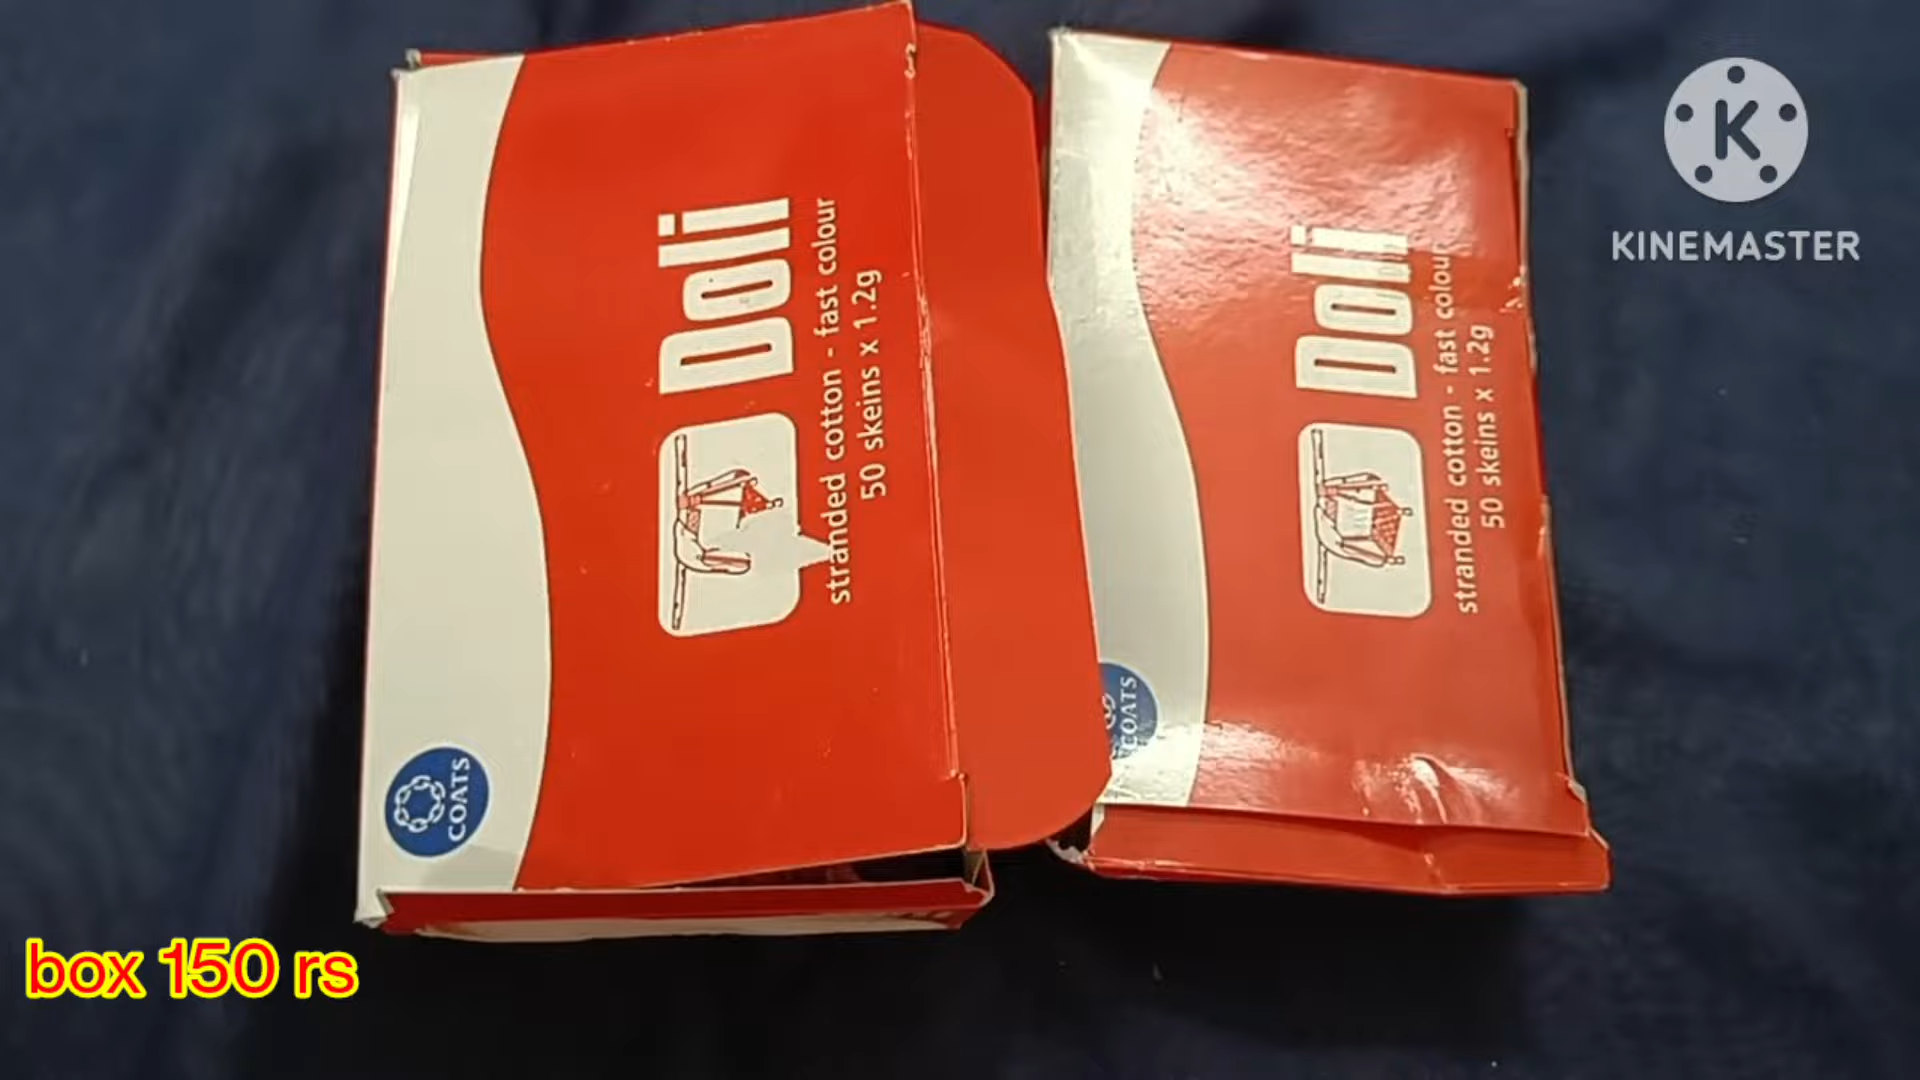 Doli
stranded cotton - fast colour
50 skeins x 1.2g
COATS
Doli
stranded cotton - fast colour
50 skeins x 1.2g
COATS
K
KINEMASTER
box 150 rs